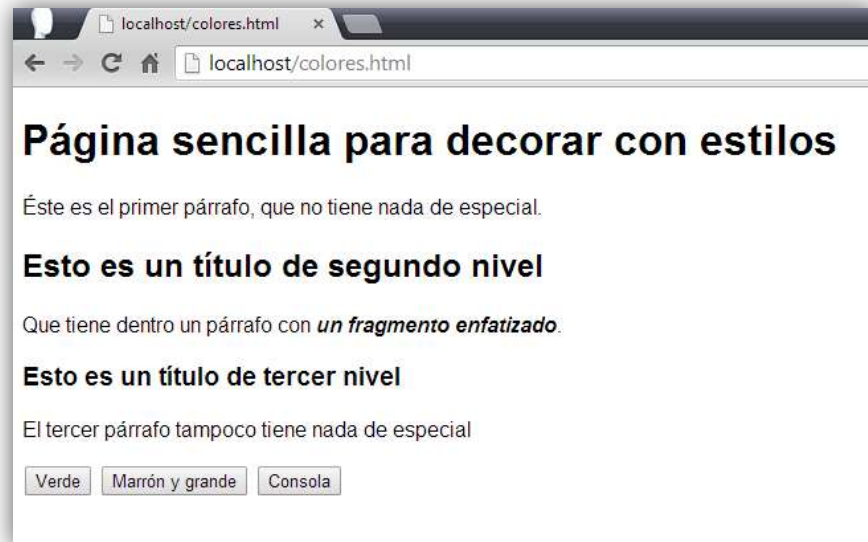 localhost/colores.html ×
localhost/colores.html
Página sencilla para decorar con estilos
Éste es el primer párrafo, que no tiene nada de especial.
Esto es un título de segundo nivel
Que tiene dentro un párrafo con un fragmento enfatizado.
Esto es un título de tercer nivel
El tercer párrafo tampoco tiene nada de especial
Verde Marrón y grande Consola